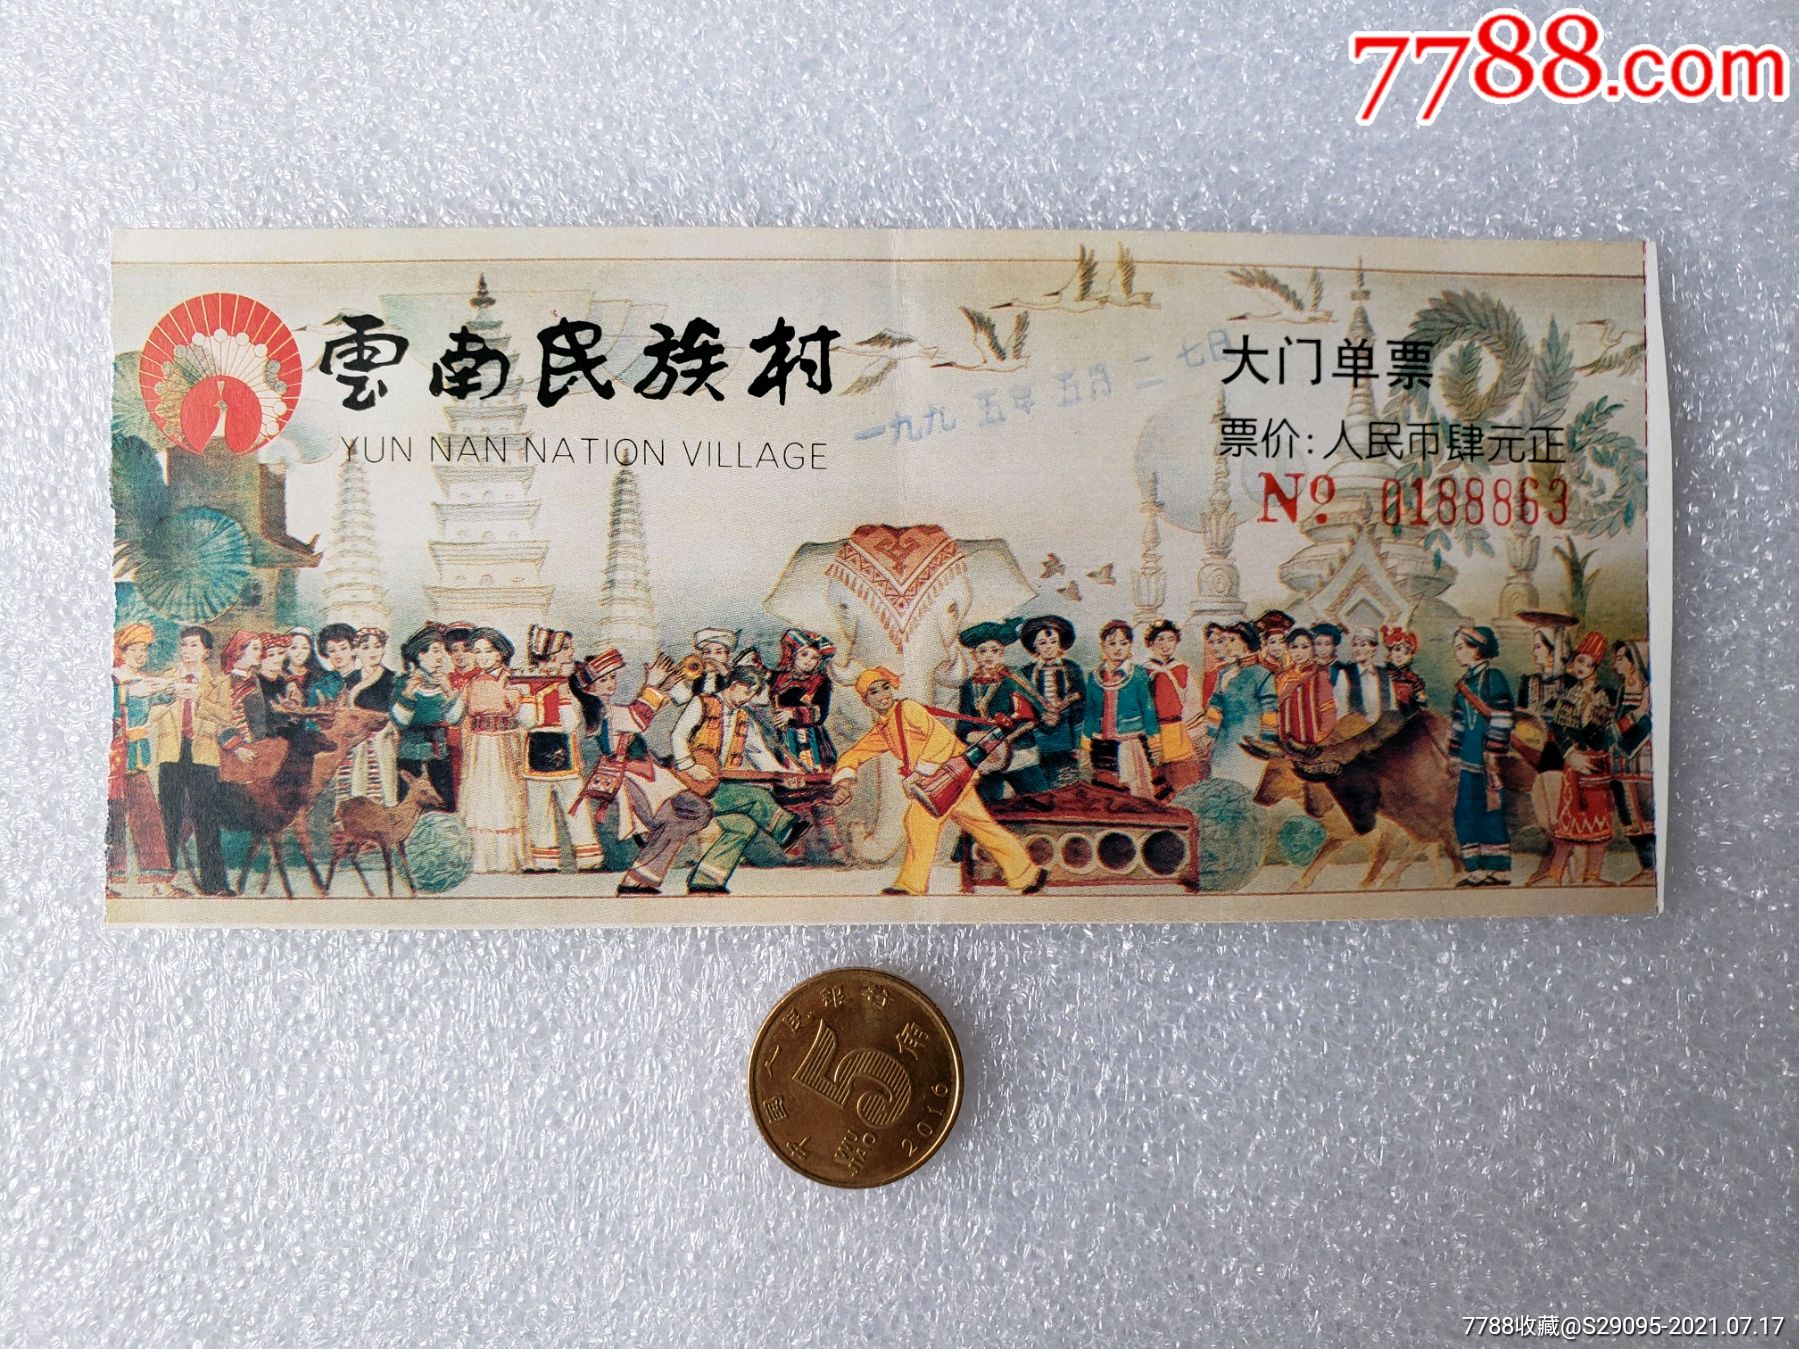 7788.com
雲南民族村
YUN NAN NATION VILLAGE
一九九五年五月二七日
大门单票
票价:人民币肆元正
No. 0188863
中国人民银行
5角
WU JIAO
2016
7788收藏@S29095-2021.07.17